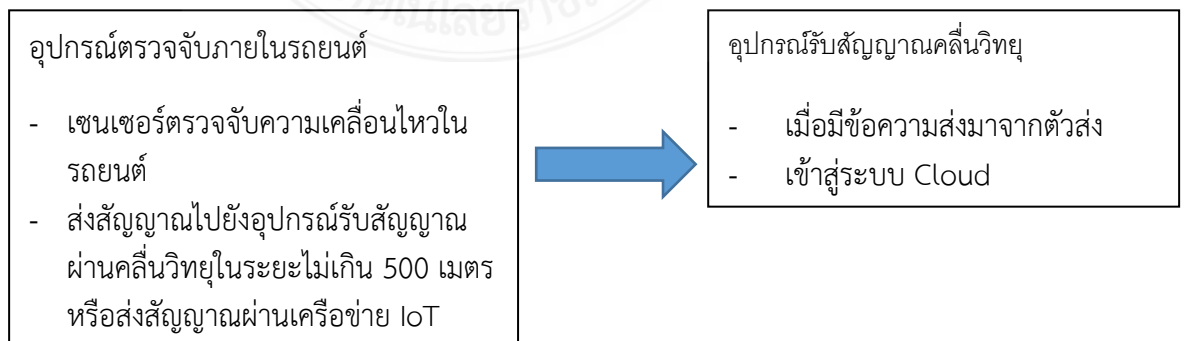 อุปกรณ์ตรวจจับภายในรถยนต์
- เซนเซอร์ตรวจจับความเคลื่อนไหวใน
รถยนต์
- ส่งสัญญาณไปยังอุปกรณ์รับสัญญาณ
ผ่านคลื่นวิทยุในระยะไม่เกิน 500 เมตร
หรือส่งสัญญาณผ่านเครือข่าย IoT
อุปกรณ์รับสัญญาณคลื่นวิทยุ
- เมื่อมีข้อความส่งมาจากตัวส่ง
- เข้าสู่ระบบ Cloud